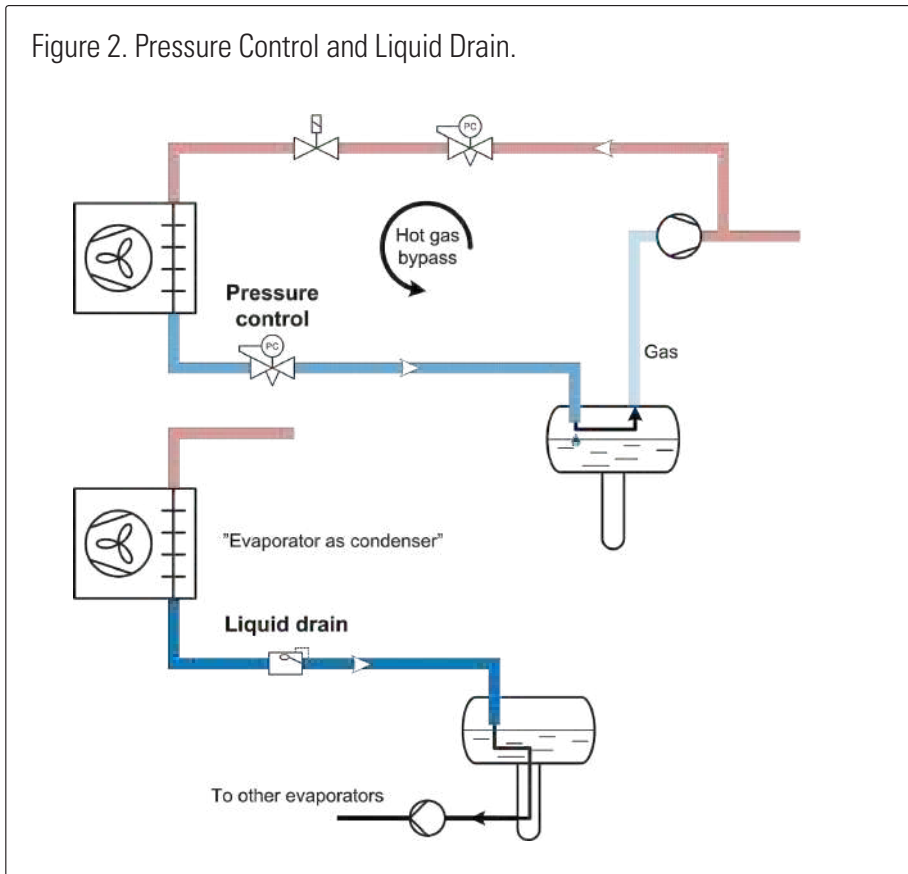 Figure 2. Pressure Control and Liquid Drain.
PC
Hot gas
bypass
Pressure
control
PC
Gas
"Evaporator as condenser"
Liquid drain
To other evaporators